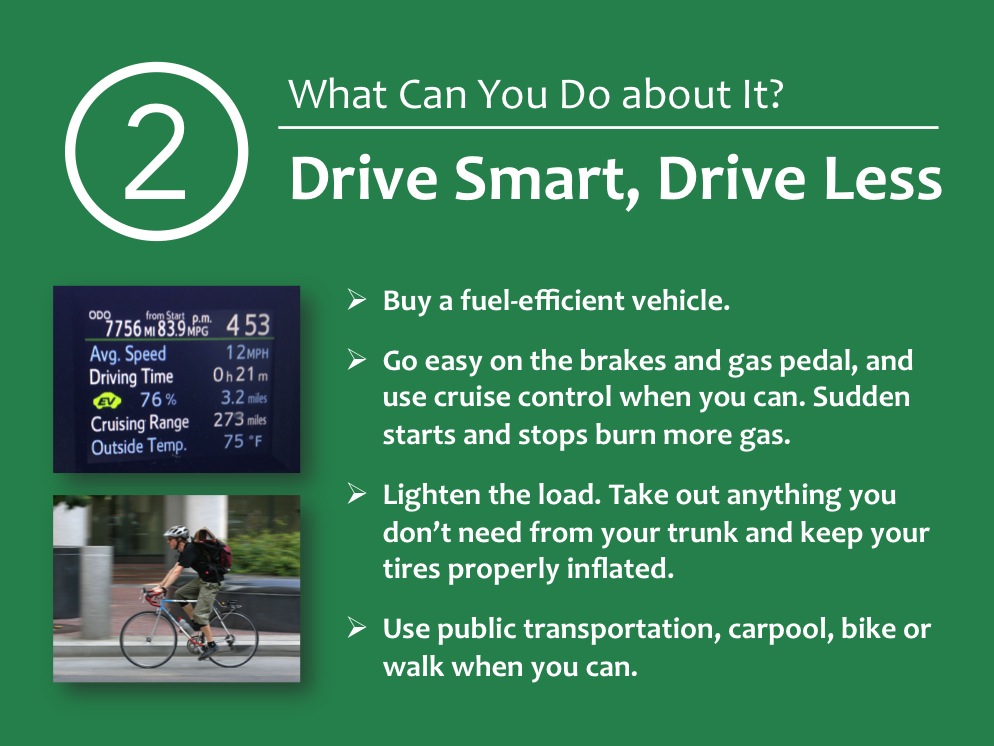 2
What Can You Do about It?
Drive Smart, Drive Less
ODO from Start p.m.
7756 MI 83.9 MPG 4 53
Avg. Speed 12 MPH
Driving Time 0 h 21 m
EV 76 % 3.2 miles
Cruising Range 273 miles
Outside Temp. 75 °F
➢ Buy a fuel-efficient vehicle.
➢ Go easy on the brakes and gas pedal, and
use cruise control when you can. Sudden
starts and stops burn more gas.
➢ Lighten the load. Take out anything you
don’t need from your trunk and keep your
tires properly inflated.
➢ Use public transportation, carpool, bike or
walk when you can.